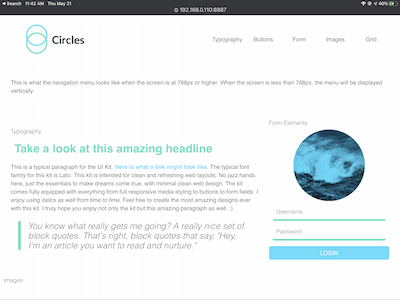 Search 11:42 AM Thu May 21 46%
192.168.0.110:8887
Circles
Typography Buttons Form Images Grid
This is what the navigation menu looks like when the screen is at 768px or higher. When the screen is less than 768px, the menu will be displayed
vertically.
Typography
Take a look at this amazing headline
This is a typical paragraph for the UI Kit. Here is what a link might look like. The typical font
family for this kit is Lato. This kit is intended for clean and refreshing web layouts. No jazz hands
here, just the essentials to make dreams come true, with minimal clean web design. The kit
comes fully equipped with everything from full responsive media styling to buttons to form fields. I
enjoy using italics as well from time to time. Feel free to create the most amazing designs ever
with this kit. I truly hope you enjoy not only the kit but this amazing paragraph as well. :)
You know what really gets me going? A really nice set of
block quotes. That's right, block quotes that say, "Hey,
I'm an article you want to read and nurture."
Form Elements
Username
Password
LOGIN
Images